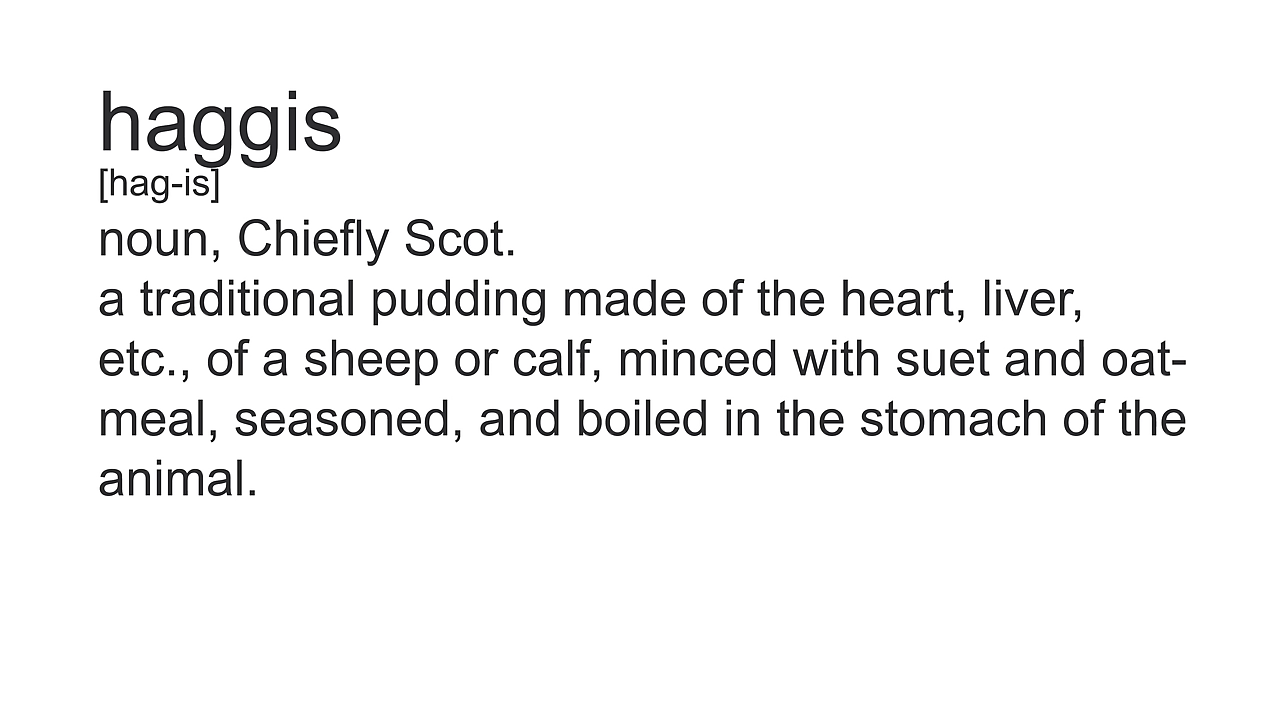 haggis
[hag-is]
noun, Chiefly Scot.
a traditional pudding made of the heart, liver,
etc., of a sheep or calf, minced with suet and oat-
meal, seasoned, and boiled in the stomach of the
animal.